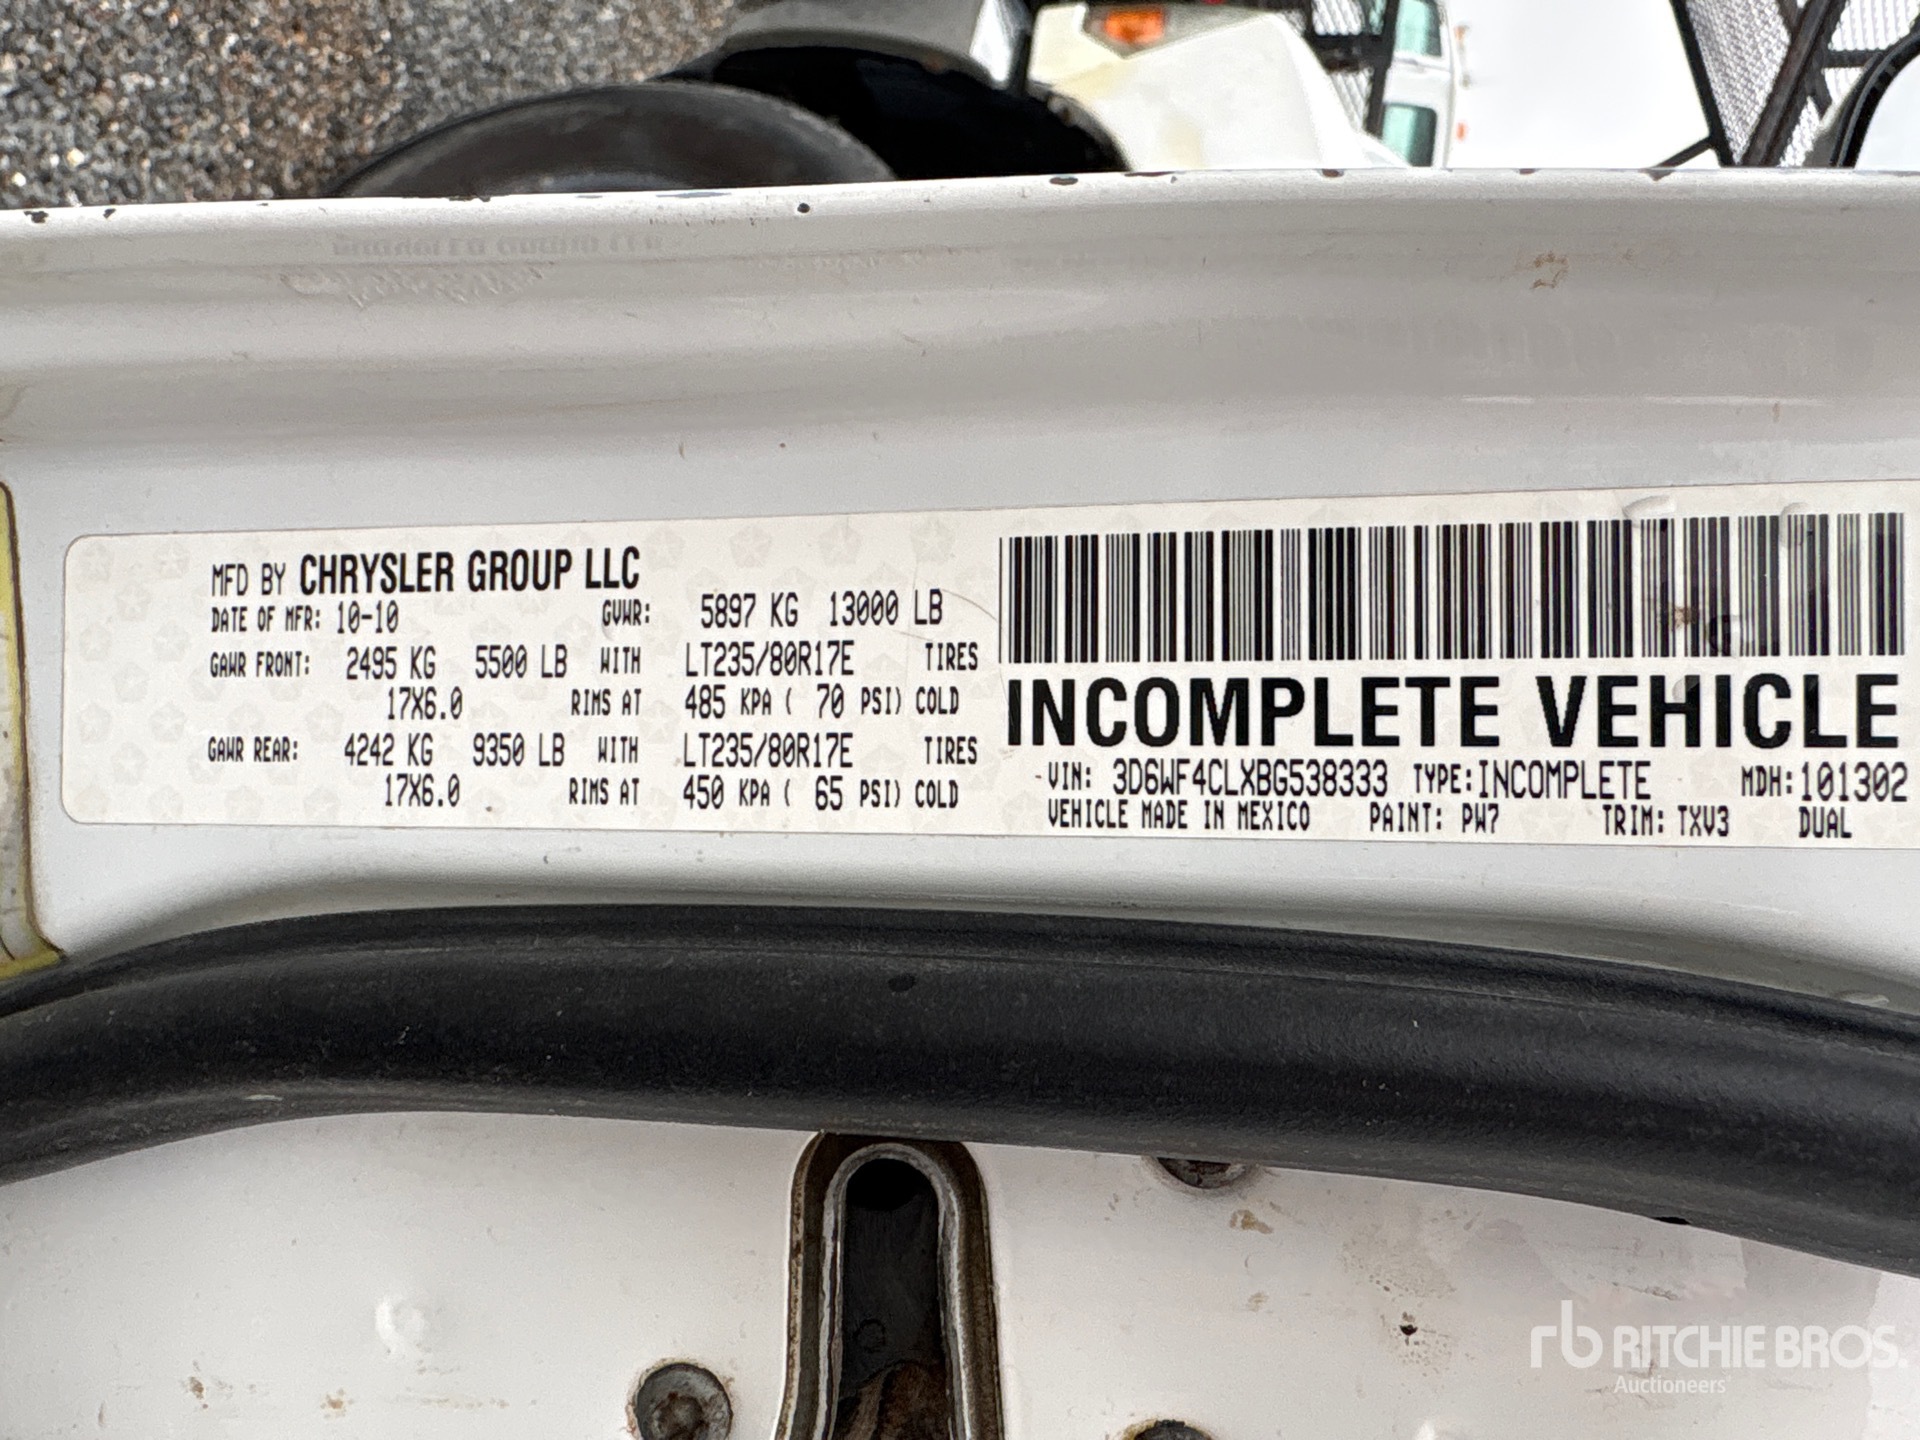 MFD BY CHRYSLER GROUP LLC
DATE OF MFR: 10-10 GVWR: 5897 KG 13000 LB
GAWR FRONT: 2495 KG 5500 LB WITH LT235/80R17E TIRES
17X6.0 RIMS AT 485 KPA ( 70 PSI) COLD
GAWR REAR: 4242 KG 9350 LB WITH LT235/80R17E TIRES
17X6.0 RIMS AT 450 KPA ( 65 PSI) COLD
INCOMPLETE VEHICLE
VIN: 3D6WF4CLXBG538333 TYPE: INCOMPLETE MDH: 101302
VEHICLE MADE IN MEXICO PAINT: PW7 TRIM: TXV3 DUAL
rb RITCHIE BROS.
Auctioneers